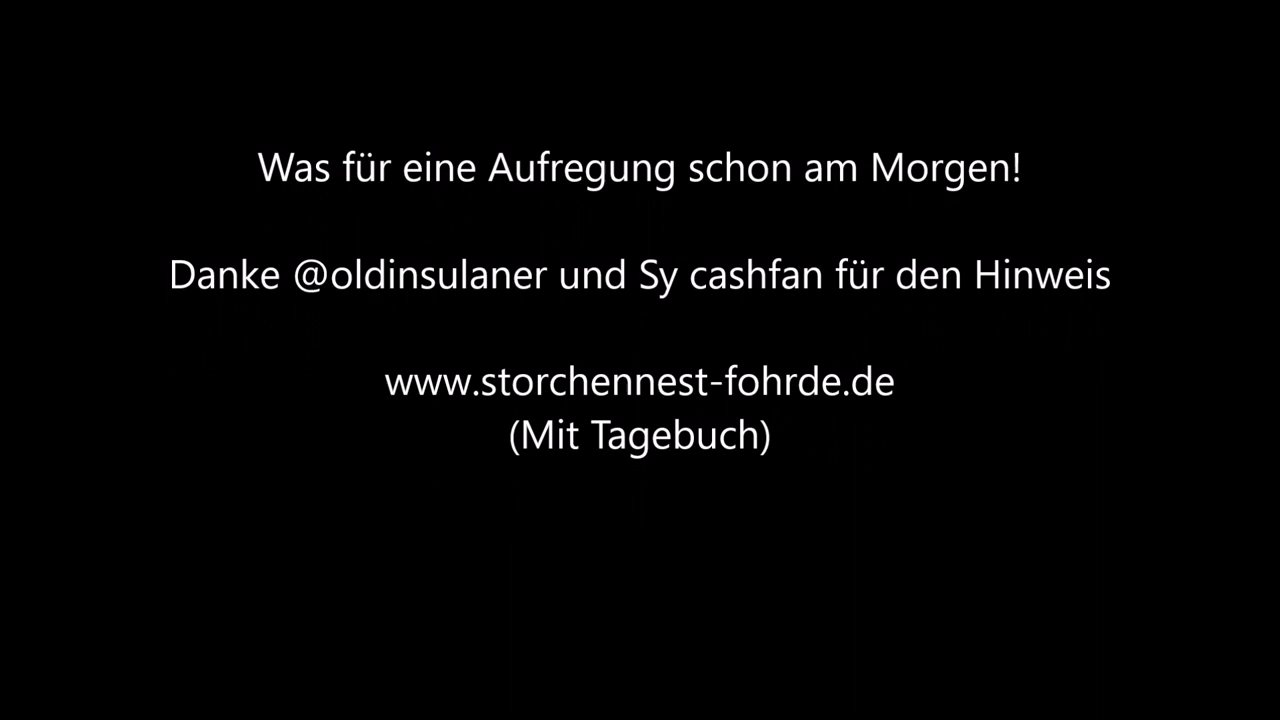 Was für eine Aufregung schon am Morgen!
Danke @oldinsulaner und Sy cashfan für den Hinweis
www.storchennest-fohrde.de
(Mit Tagebuch)